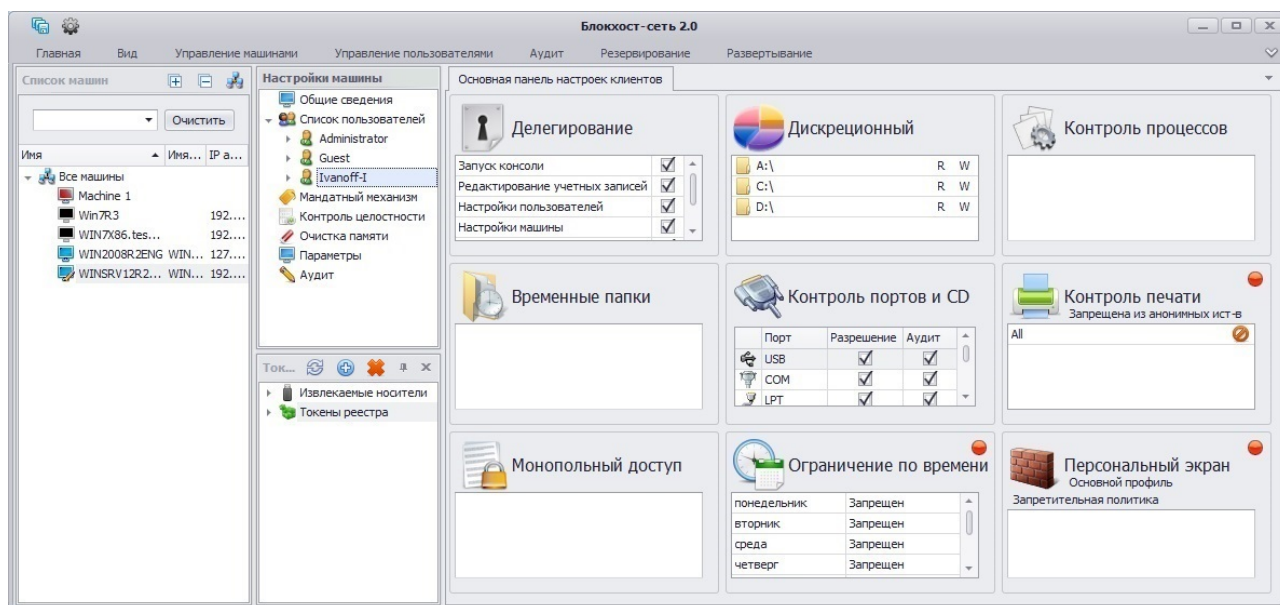 Блокхост-сеть 2.0
Главная Вид Управление машинами Управление пользователями Аудит Резервирование Развертывание
Список машин
Очистить
Имя Имя... IP а...
Все машины
Machine 1
Win7R3 192....
WIN7X86.tes... 192....
WIN2008R2ENG WIN... 127....
WINSRV12R2... WIN... 192....
Настройки машины
Общие сведения
Список пользователей
Administrator
Guest
Ivanoff-I
Мандатный механизм
Контроль целостности
Очистка памяти
Параметры
Аудит
Ток...
Извлекаемые носители
Токены реестра
Основная панель настроек клиентов
Делегирование
Запуск консоли
Редактирование учетных записей
Настройки пользователей
Настройки машины
Дискреционный
A:\ R W
C:\ R W
D:\ R W
Контроль процессов
Временные папки
Контроль портов и CD
Порт Разрешение Аудит
USB
COM
LPT
Контроль печати
Запрещена из анонимных ист-в
All
Монопольный доступ
Ограничение по времени
понедельник Запрещен
вторник Запрещен
среда Запрещен
четверг Запрещен
Персональный экран
Основной профиль
Запретительная политика